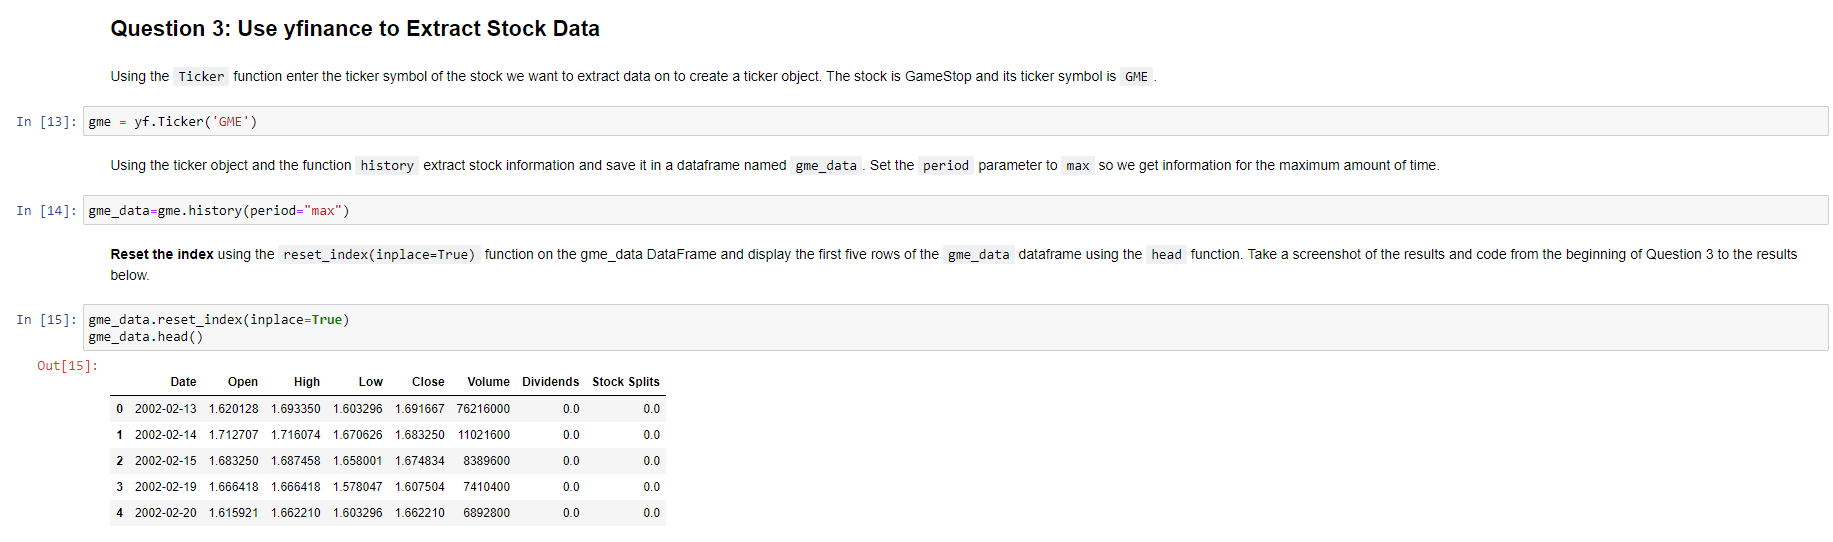 Question 3: Use yfinance to Extract Stock Data
Using the Ticker function enter the ticker symbol of the stock we want to extract data on to create a ticker object. The stock is GameStop and its ticker symbol is GME .
In [13]: gme = yf.Ticker('GME')
Using the ticker object and the function history extract stock information and save it in a dataframe named gme_data . Set the period parameter to max so we get information for the maximum amount of time.
In [14]: gme_data=gme.history(period="max")
Reset the index using the reset_index(inplace=True) function on the gme_data DataFrame and display the first five rows of the gme_data dataframe using the head function. Take a screenshot of the results and code from the beginning of Question 3 to the results
below.
In [15]: gme_data.reset_index(inplace=True)
gme_data.head()
Out[15]:
Date Open High Low Close Volume Dividends Stock Splits
0 2002-02-13 1.620128 1.693350 1.603296 1.691667 76216000 0.0 0.0
1 2002-02-14 1.712707 1.716074 1.670626 1.683250 11021600 0.0 0.0
2 2002-02-15 1.683250 1.687458 1.658001 1.674834 8389600 0.0 0.0
3 2002-02-19 1.666418 1.666418 1.578047 1.607504 7410400 0.0 0.0
4 2002-02-20 1.615921 1.662210 1.603296 1.662210 6892800 0.0 0.0